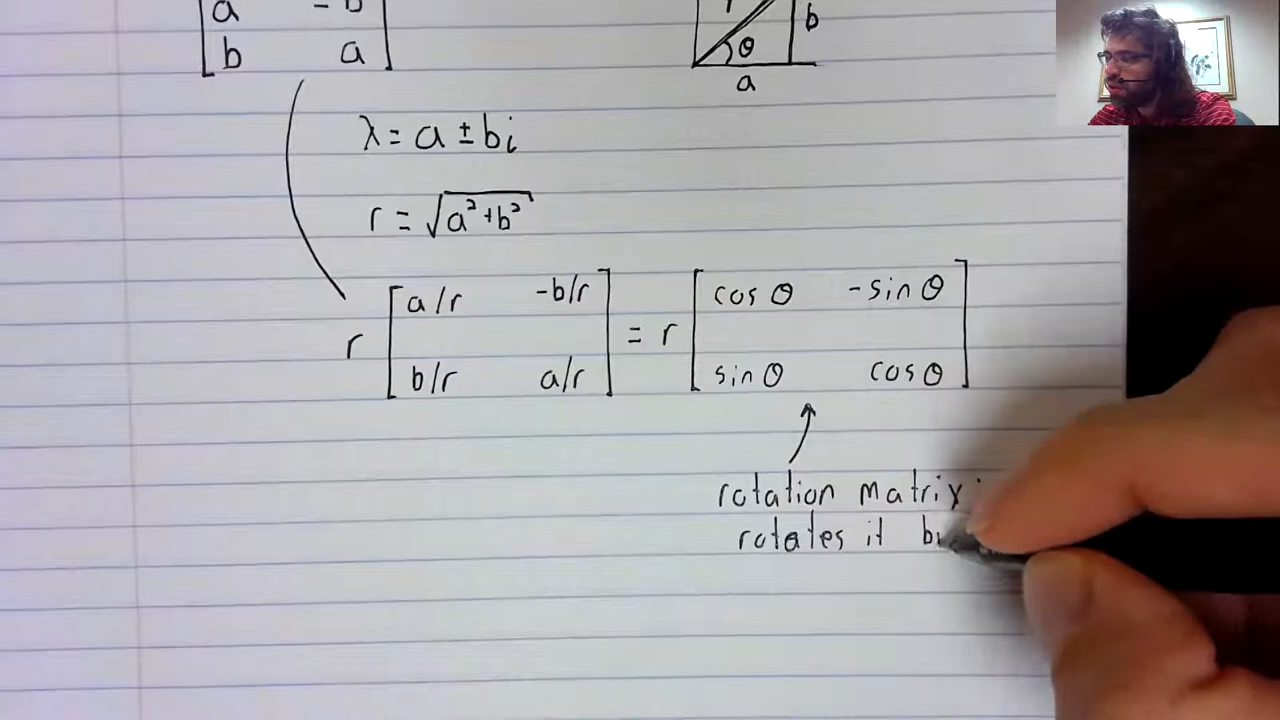 a -b
b a
r
b
θ
a
λ = a ± bi
r = √a²+b²
r [ a/r -b/r ] = r [ cos θ -sin θ ]
[ b/r a/r ] [ sin θ cos θ ]
rotation matrix
rotates it